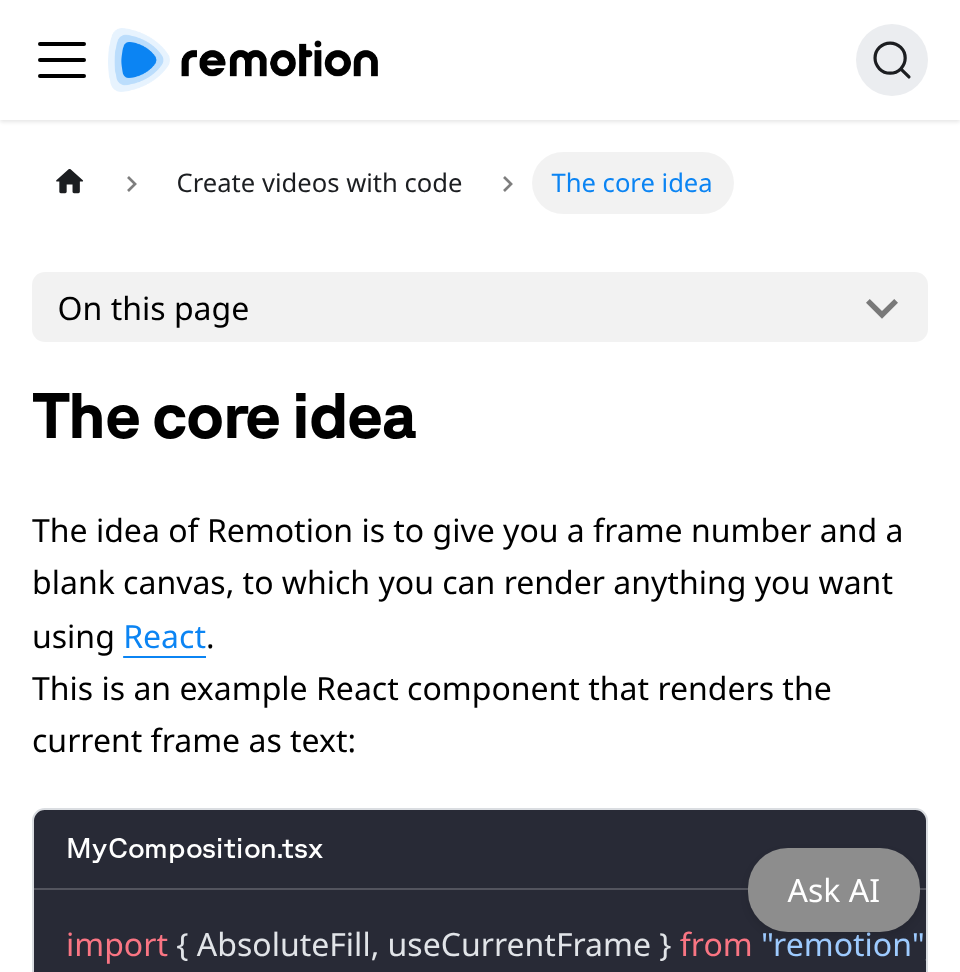 remotion
Create videos with code
The core idea
On this page
The core idea
The idea of Remotion is to give you a frame number and a
blank canvas, to which you can render anything you want
using React.
This is an example React component that renders the
current frame as text:
MyComposition.tsx
Ask AI
import { AbsoluteFill, useCurrentFrame } from "remotion"